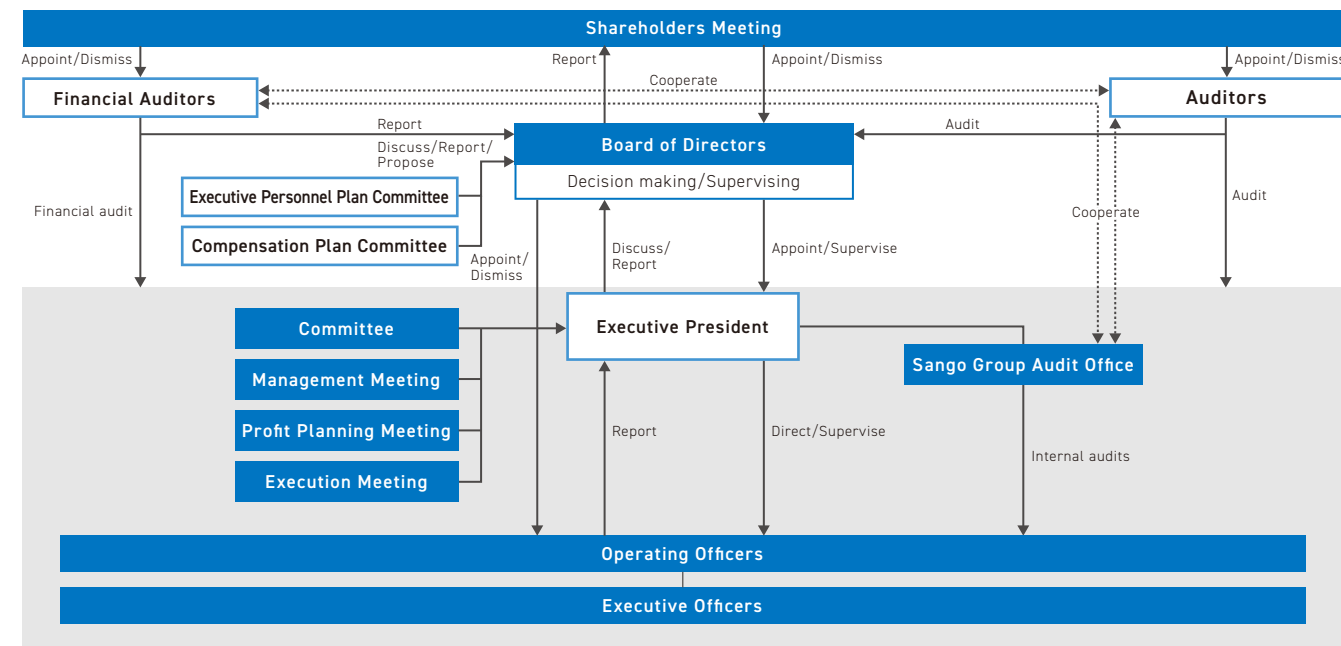 Shareholders Meeting
Appoint/Dismiss
Report
Appoint/Dismiss
Appoint/Dismiss
Cooperate
Financial Auditors
Auditors
Report
Audit
Board of Directors
Discuss/Report/
Propose
Decision making/Supervising
Executive Personnel Plan Committee
Financial audit
Cooperate
Audit
Compensation Plan Committee
Appoint/
Dismiss
Discuss/
Report
Appoint/Supervise
Committee
Executive President
Sango Group Audit Office
Management Meeting
Profit Planning Meeting
Report
Direct/Supervise
Internal audits
Execution Meeting
Operating Officers
Executive Officers